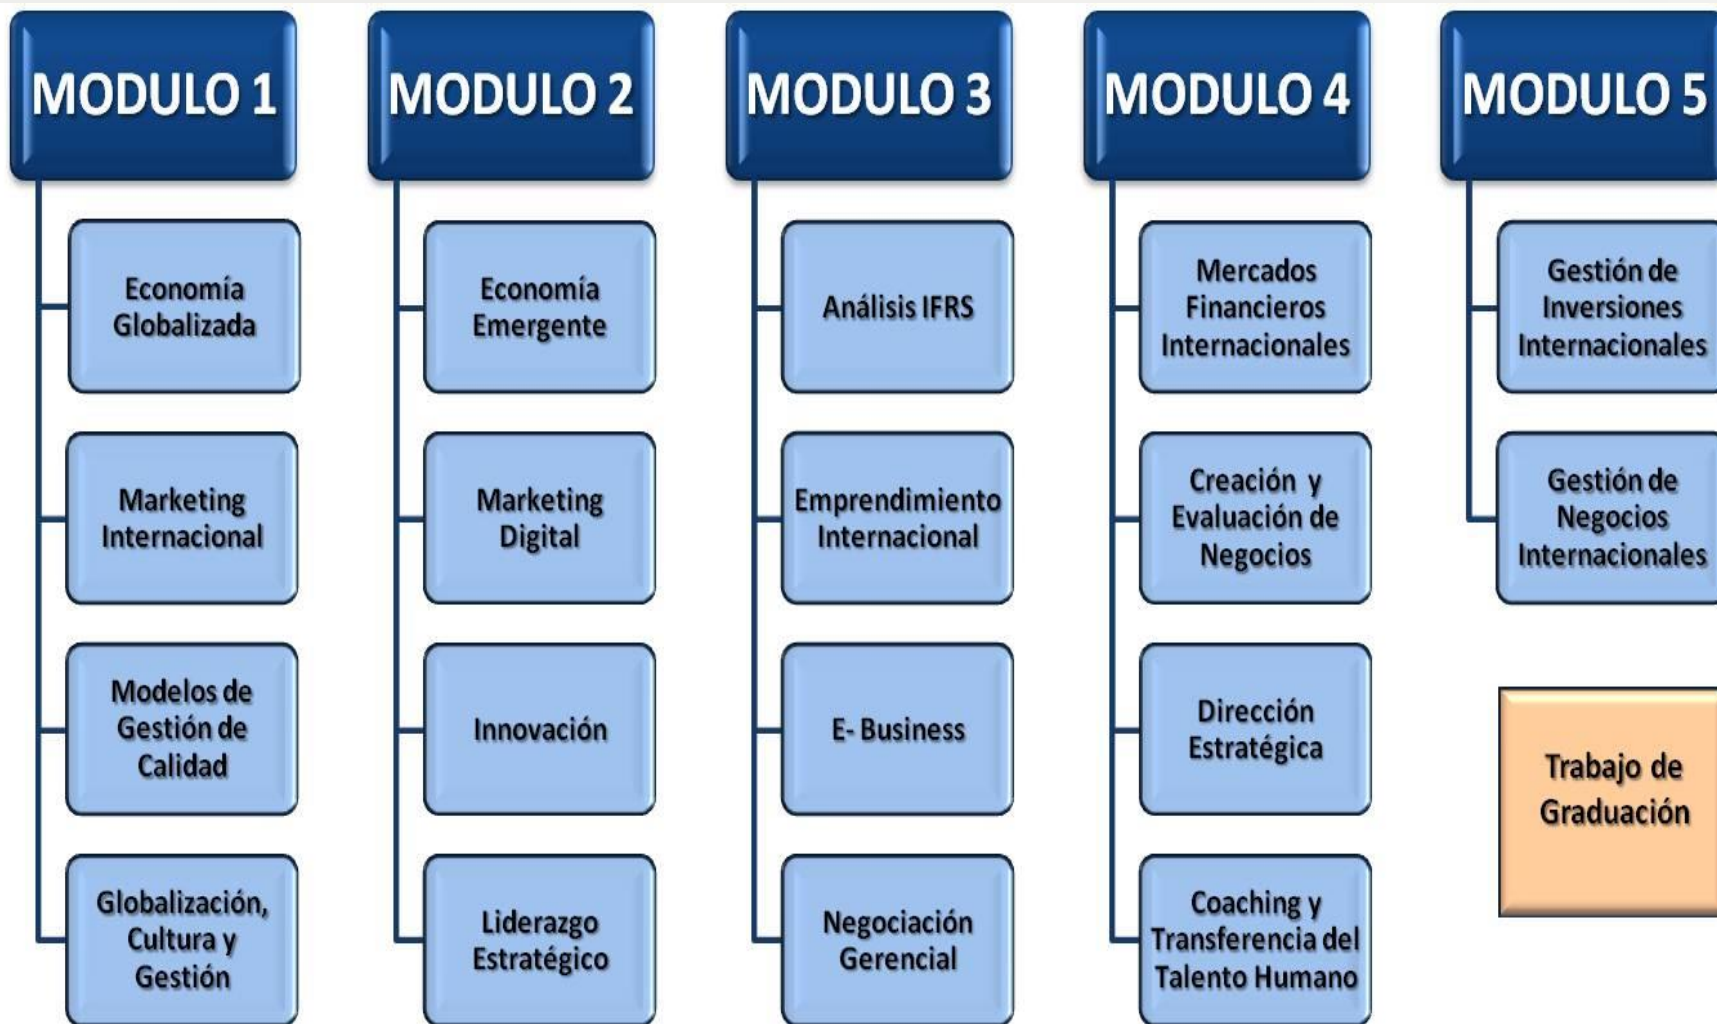 MODULO 1
Economía
Globalizada
Marketing
Internacional
Modelos de
Gestión de
Calidad
Globalización,
Cultura y
Gestión
MODULO 2
Economía
Emergente
Marketing
Digital
Innovación
Liderazgo
Estratégico
MODULO 3
Análisis IFRS
Emprendimiento
Internacional
E- Business
Negociación
Gerencial
MODULO 4
Mercados
Financieros
Internacionales
Creación y
Evaluación de
Negocios
Dirección
Estratégica
Coaching y
Transferencia del
Talento Humano
MODULO 5
Gestión de
Inversiones
Internacionales
Gestión de
Negocios
Internacionales
Trabajo de
Graduación